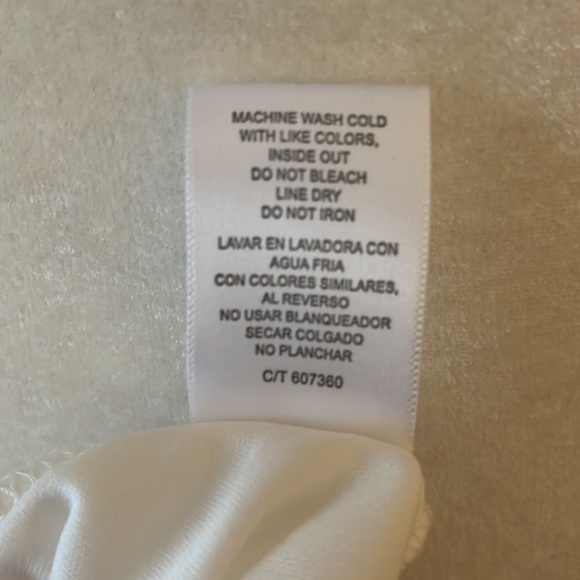 MACHINE WASH COLD
WITH LIKE COLORS,
INSIDE OUT
DO NOT BLEACH
LINE DRY
DO NOT IRON
LAVAR EN LAVADORA CON
AGUA FRIA
CON COLORES SIMILARES,
AL REVERSO
NO USAR BLANQUEADOR
SECAR COLGADO
NO PLANCHAR
C/T 607360